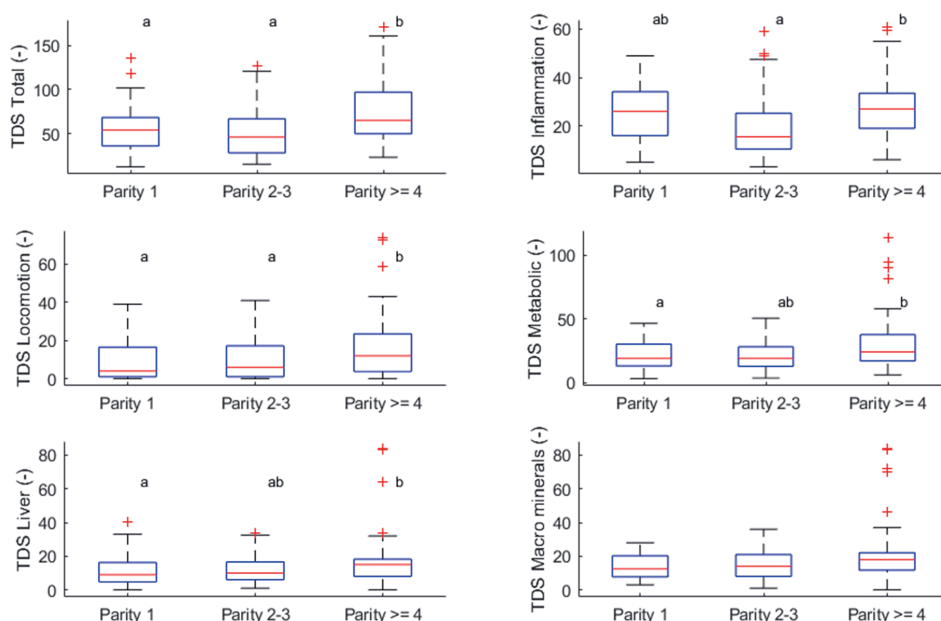 TDS Total (-)
150
100
50
a
a
b
Parity 1
Parity 2-3
Parity >= 4
TDS Inflammation (-)
60
40
20
ab
a
b
Parity 1
Parity 2-3
Parity >= 4
TDS Locomotion (-)
60
40
20
0
a
a
b
Parity 1
Parity 2-3
Parity >= 4
TDS Metabolic (-)
100
50
0
a
ab
b
Parity 1
Parity 2-3
Parity >= 4
TDS Liver (-)
80
60
40
20
0
a
ab
b
Parity 1
Parity 2-3
Parity >= 4
TDS Macro minerals (-)
80
60
40
20
0
Parity 1
Parity 2-3
Parity >= 4